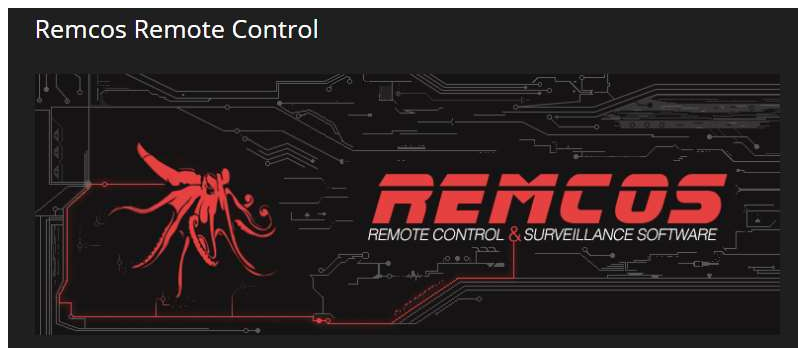 Remcos Remote Control
REMCOS
REMOTE CONTROL & SURVEILLANCE SOFTWARE